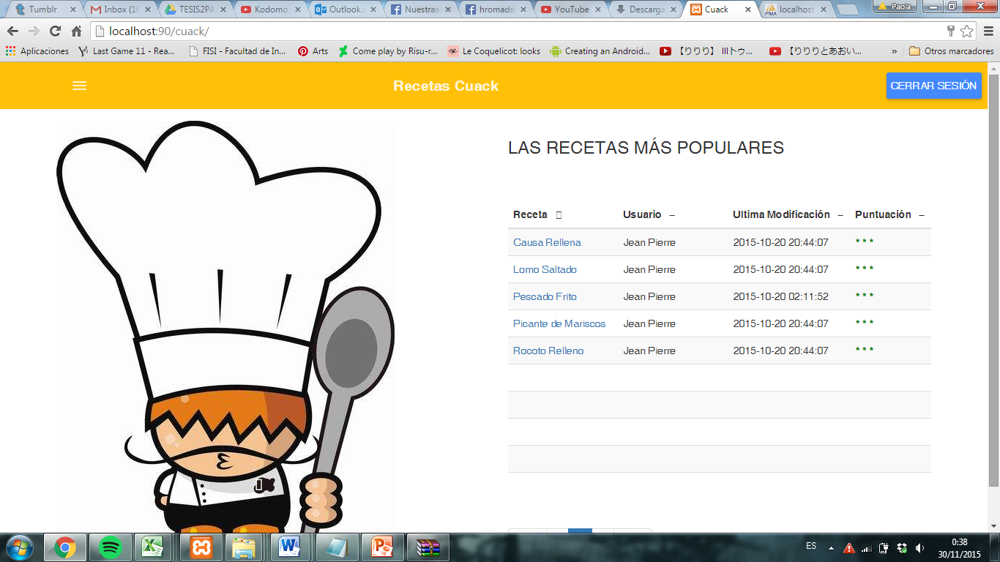 Tumblr
Inbox (16
TESIS2PA
Kodomo
Outlook.
Nuestras
hromads
YouTube
Descarga
Cuack
localhost
Paola
localhost:90/cuack/
Aplicaciones
Last Game 11 - Rea...
FISI - Facultad de In...
Arts
Come play by Risu-r...
Le Coquelicot: looks
Creating an Android...
【りりり】 IIIトゥ...
【りりりとあおい...
»
Otros marcadores
Recetas Cuack
CERRAR SESIÓN
LAS RECETAS MÁS POPULARES
Receta Usuario – Ultima Modificación – Puntuación –
Causa Rellena Jean Pierre 2015-10-20 20:44:07 * * *
Lomo Saltado Jean Pierre 2015-10-20 20:44:07 * * *
Pescado Frito Jean Pierre 2015-10-20 02:11:52 * * *
Picante de Mariscos Jean Pierre 2015-10-20 20:44:07 * * *
Rocoto Relleno Jean Pierre 2015-10-20 20:44:07 * * *
ES
0:38
30/11/2015